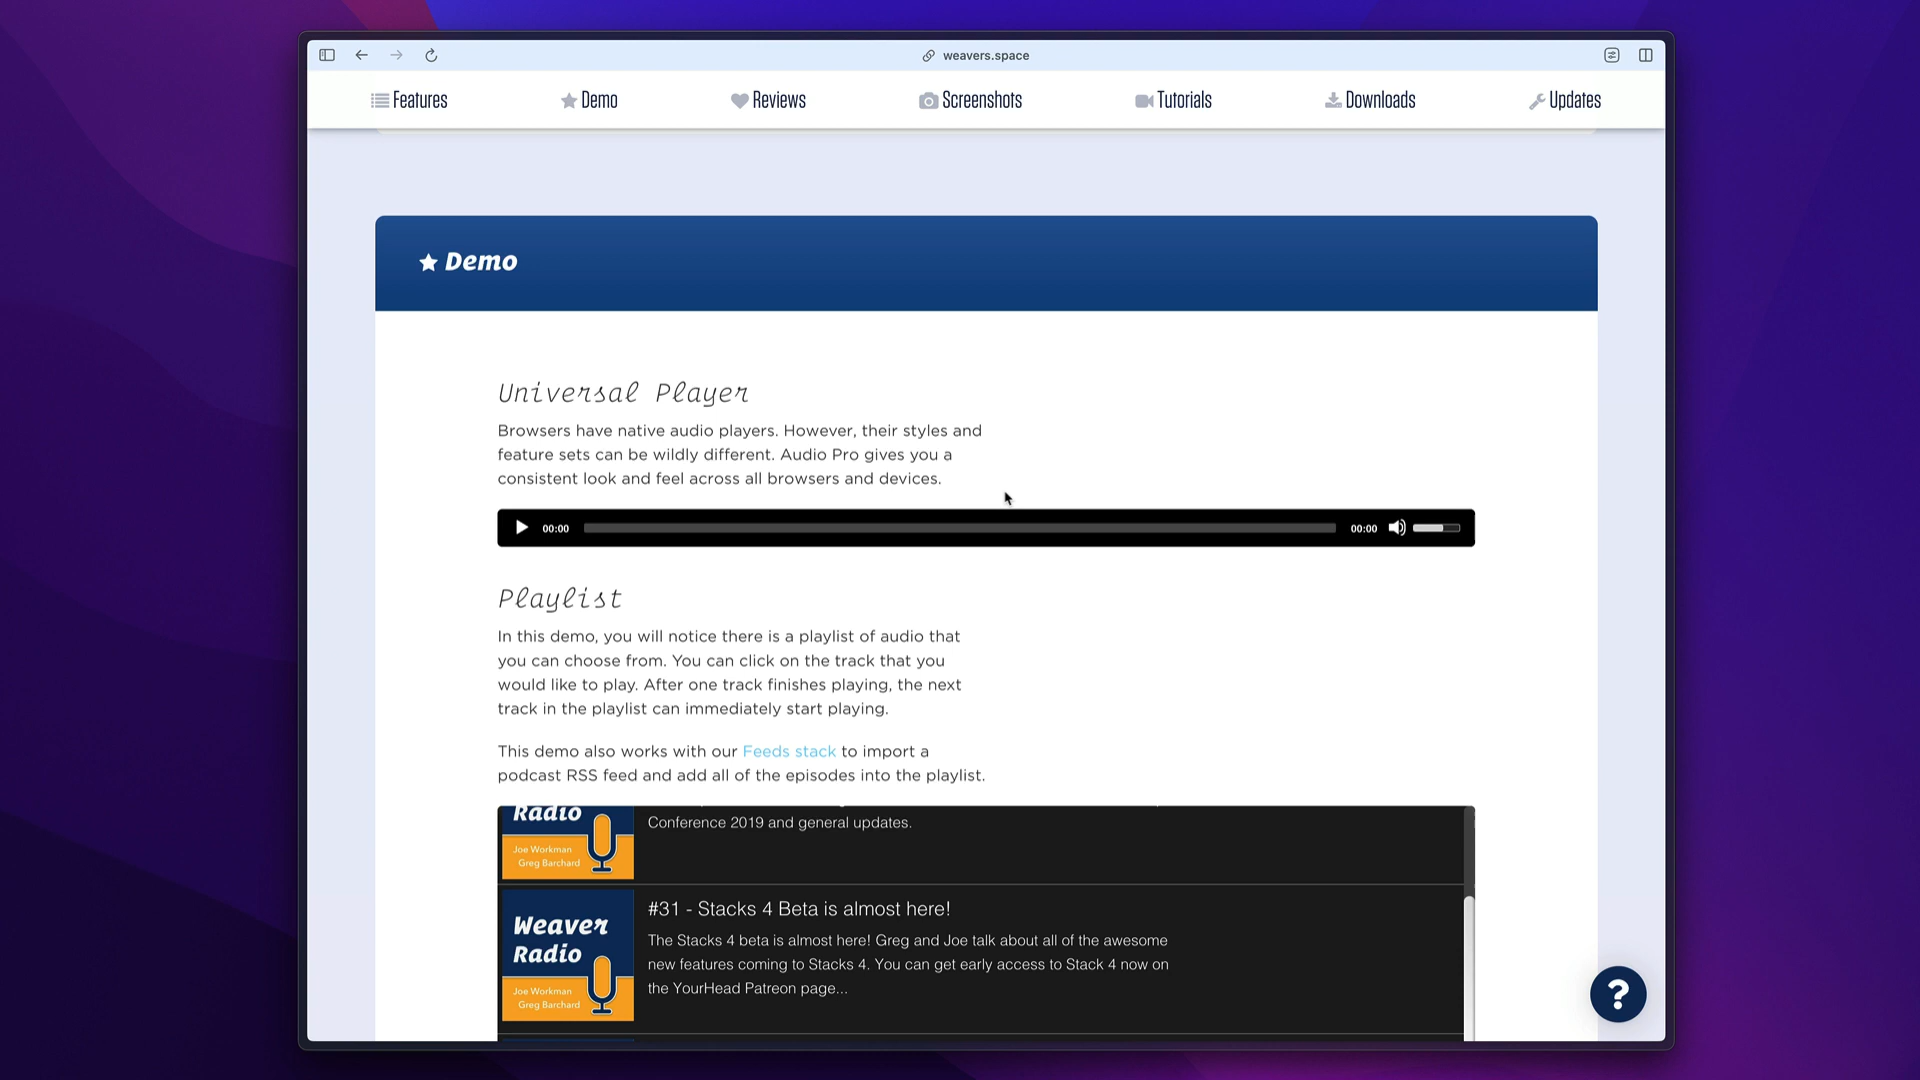 weavers.space
Features
Demo
Reviews
Screenshots
Tutorials
Downloads
Updates
Demo
Universal Player
Browsers have native audio players. However, their styles and
feature sets can be wildly different. Audio Pro gives you a
consistent look and feel across all browsers and devices.
00:00
00:00
Playlist
In this demo, you will notice there is a playlist of audio that
you can choose from. You can click on the track that you
would like to play. After one track finishes playing, the next
track in the playlist can immediately start playing.
This demo also works with our Feeds stack to import a
podcast RSS feed and add all of the episodes into the playlist.
Radio
Joe Workman
Greg Barchard
Conference 2019 and general updates.
Weaver
Radio
Joe Workman
Greg Barchard
#31 - Stacks 4 Beta is almost here!
The Stacks 4 beta is almost here! Greg and Joe talk about all of the awesome
new features coming to Stacks 4. You can get early access to Stack 4 now on
the YourHead Patreon page...
?